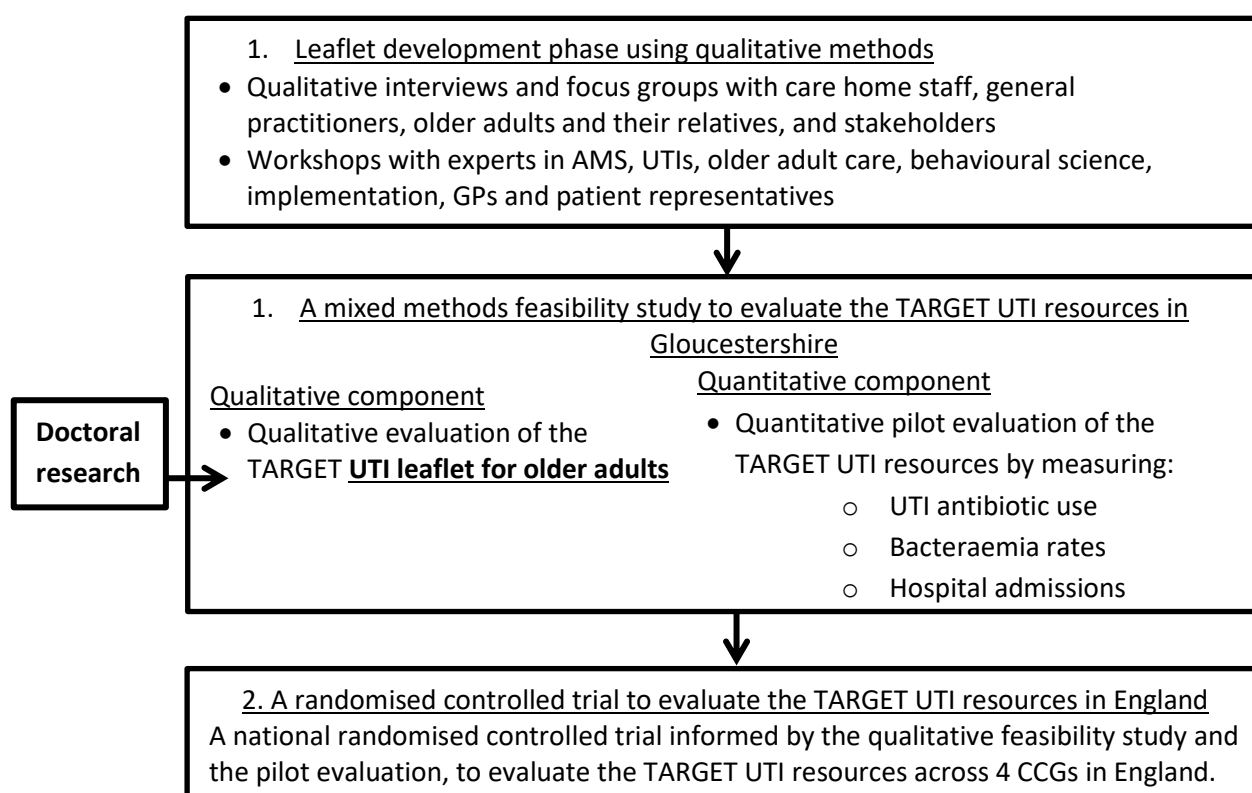 1. Leaflet development phase using qualitative methods
• Qualitative interviews and focus groups with care home staff, general
practitioners, older adults and their relatives, and stakeholders
• Workshops with experts in AMS, UTIs, older adult care, behavioural science,
implementation, GPs and patient representatives
1. A mixed methods feasibility study to evaluate the TARGET UTI resources in
Gloucestershire
Qualitative component
• Qualitative evaluation of the
TARGET UTI leaflet for older adults
Quantitative component
• Quantitative pilot evaluation of the
TARGET UTI resources by measuring:
o UTI antibiotic use
o Bacteraemia rates
o Hospital admissions
Doctoral
research
2. A randomised controlled trial to evaluate the TARGET UTI resources in England
A national randomised controlled trial informed by the qualitative feasibility study and
the pilot evaluation, to evaluate the TARGET UTI resources across 4 CCGs in England.